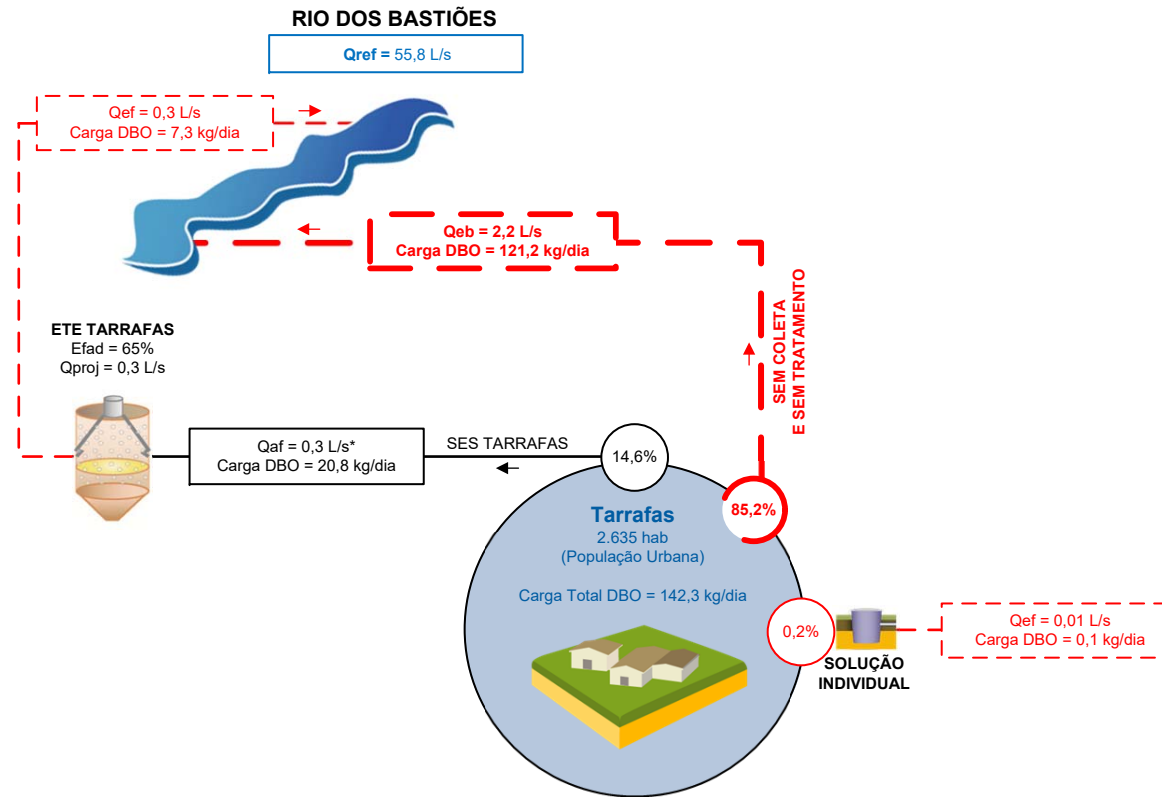 RIO DOS BASTIÕES
Qref = 55,8 L/s
Qef = 0,3 L/s
Carga DBO = 7,3 kg/dia
Qeb = 2,2 L/s
Carga DBO = 121,2 kg/dia
SEM COLETA
E SEM TRATAMENTO
ETE TARRAFAS
Efad = 65%
Qproj = 0,3 L/s
Qaf = 0,3 L/s*
Carga DBO = 20,8 kg/dia
SES TARRAFAS
14,6%
85,2%
Tarrafas
2.635 hab
(População Urbana)
Carga Total DBO = 142,3 kg/dia
0,2%
SOLUÇÃO
INDIVIDUAL
Qef = 0,01 L/s
Carga DBO = 0,1 kg/dia